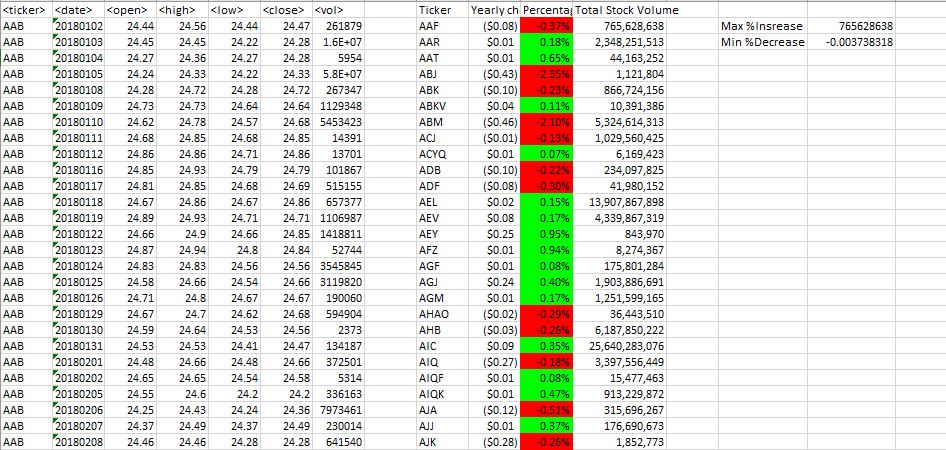 <ticker> <date> <open> <high> <low> <close> <vol> Ticker Yearly ch Percentag Total Stock Volume
AAB 20180102 24.44 24.56 24.44 24.47 261879 AAF ($0.08) -0.37% 765,628,638 Max %Insrease 765628638
AAB 20180103 24.45 24.45 24.22 24.28 1.6E+07 AAR $0.01 0.18% 2,348,251,513 Min %Decrease -0.003738318
AAB 20180104 24.27 24.36 24.27 24.28 5954 AAT $0.01 0.65% 44,163,252
AAB 20180105 24.24 24.33 24.22 24.33 5.8E+07 ABJ ($0.43) -2.35% 1,121,804
AAB 20180108 24.28 24.72 24.28 24.72 267347 ABK ($0.10) -0.23% 866,724,156
AAB 20180109 24.73 24.73 24.64 24.64 1129348 ABKV $0.04 0.11% 10,391,386
AAB 20180110 24.62 24.78 24.57 24.68 5453423 ABM ($0.46) -2.10% 5,324,614,313
AAB 20180111 24.68 24.85 24.68 24.85 14391 ACJ ($0.01) -0.13% 1,029,560,425
AAB 20180112 24.86 24.86 24.71 24.86 13701 ACYQ $0.01 0.07% 6,169,423
AAB 20180116 24.85 24.93 24.79 24.79 101867 ADB ($0.10) -0.22% 234,097,825
AAB 20180117 24.81 24.85 24.68 24.69 515155 ADF ($0.08) -0.30% 41,980,152
AAB 20180118 24.67 24.86 24.67 24.86 657377 AEL $0.02 0.15% 13,907,867,898
AAB 20180119 24.89 24.93 24.71 24.71 1106987 AEV $0.08 0.17% 4,339,867,319
AAB 20180122 24.66 24.9 24.66 24.85 1418811 AEY $0.25 0.95% 843,970
AAB 20180123 24.87 24.94 24.8 24.84 52744 AFZ $0.01 0.94% 8,274,367
AAB 20180124 24.83 24.83 24.56 24.56 3545845 AGF $0.01 0.08% 175,801,284
AAB 20180125 24.58 24.66 24.54 24.66 3119820 AGJ $0.24 0.40% 1,903,886,691
AAB 20180126 24.71 24.8 24.67 24.67 190060 AGM $0.01 0.17% 1,251,599,165
AAB 20180129 24.67 24.7 24.62 24.68 594904 AHAO ($0.02) -0.29% 36,443,510
AAB 20180130 24.59 24.64 24.53 24.56 2373 AHB ($0.03) -0.26% 6,187,850,222
AAB 20180131 24.53 24.53 24.41 24.47 134187 AIC $0.09 0.35% 25,640,283,076
AAB 20180201 24.48 24.66 24.48 24.66 372501 AIQ ($0.27) -0.18% 3,397,556,449
AAB 20180202 24.65 24.65 24.54 24.58 5314 AIQF $0.01 0.08% 15,477,463
AAB 20180205 24.55 24.6 24.2 24.2 336163 AIQK $0.01 0.47% 913,229,872
AAB 20180206 24.25 24.43 24.24 24.36 7973461 AJA ($0.12) -0.51% 315,696,267
AAB 20180207 24.37 24.49 24.37 24.49 230014 AJJ $0.01 0.37% 176,690,673
AAB 20180208 24.46 24.46 24.28 24.28 641540 AJK ($0.28) -0.26% 1,852,773